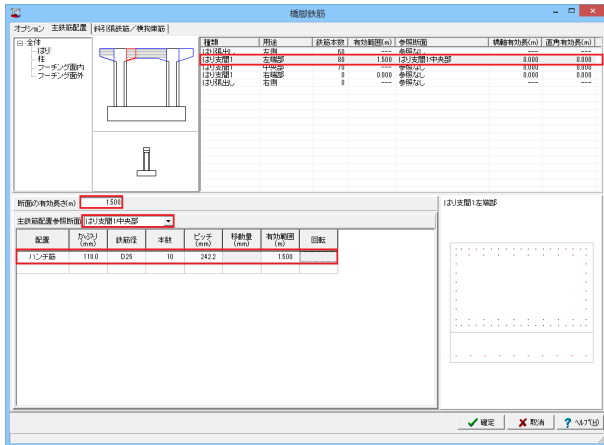 橋脚鉄筋
オプション 主鉄筋配置 斜引張鉄筋／横拘束筋
全体
はり
柱
フーチング面内
フーチング面外
種類 用途 鉄筋本数 有効範囲(m) 参照断面 橋軸有効長(m) 直角有効長(m)
はり張出し 左側 60 --- 参照なし --- ---
はり支間1 左端部 80 1.500 はり支間1中央部 0.000 0.000
はり支間1 中央部 70 --- 参照なし 0.000 0.000
はり支間1 右端部 0 0.000 参照なし 0.000 0.000
はり張出し 右側 0 --- 参照なし --- ---
断面の有効長さ(m) 1.500
主鉄筋配置参照断面 はり支間1中央部
はり支間1左端部
配置 かぶり(mm) 鉄筋径 本数 ピッチ(mm) 移動量(mm) 有効範囲(m) 回転
ハンチ筋 110.0 D25 10 242.2 1.500
確定 取消 ? ヘルプ(H)